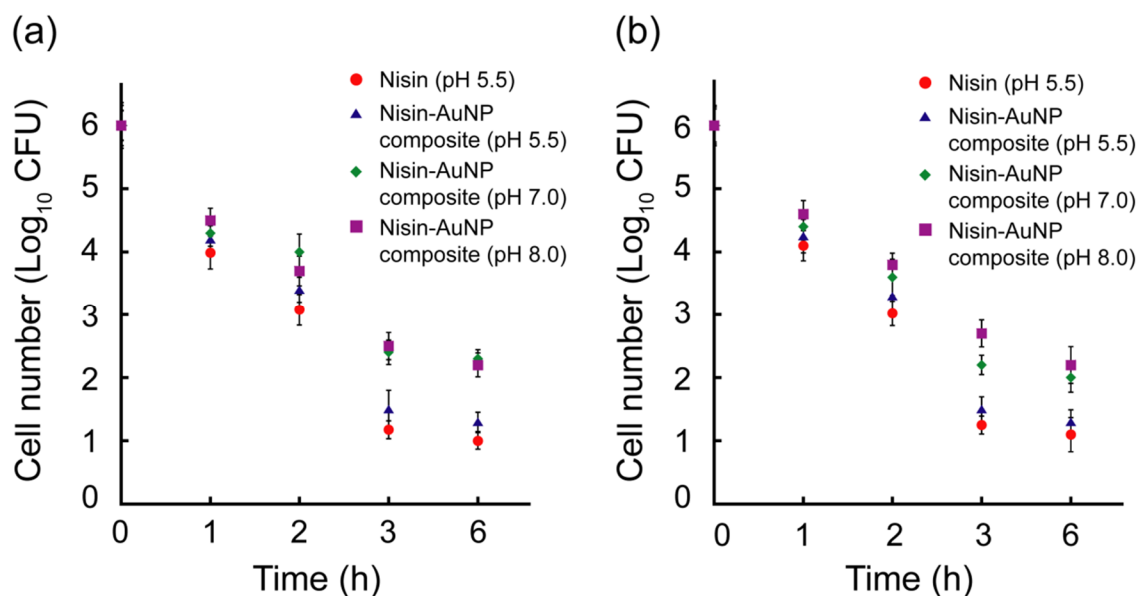 (a)
Nisin (pH 5.5)
Nisin-AuNP
composite (pH 5.5)
Nisin-AuNP
composite (pH 7.0)
Nisin-AuNP
composite (pH 8.0)
Cell number (Log10 CFU)
6
5
4
3
2
1
0
0 1 2 3 6
Time (h)
(b)
Nisin (pH 5.5)
Nisin-AuNP
composite (pH 5.5)
Nisin-AuNP
composite (pH 7.0)
Nisin-AuNP
composite (pH 8.0)
Cell number (Log10 CFU)
6
5
4
3
2
1
0
0 1 2 3 6
Time (h)